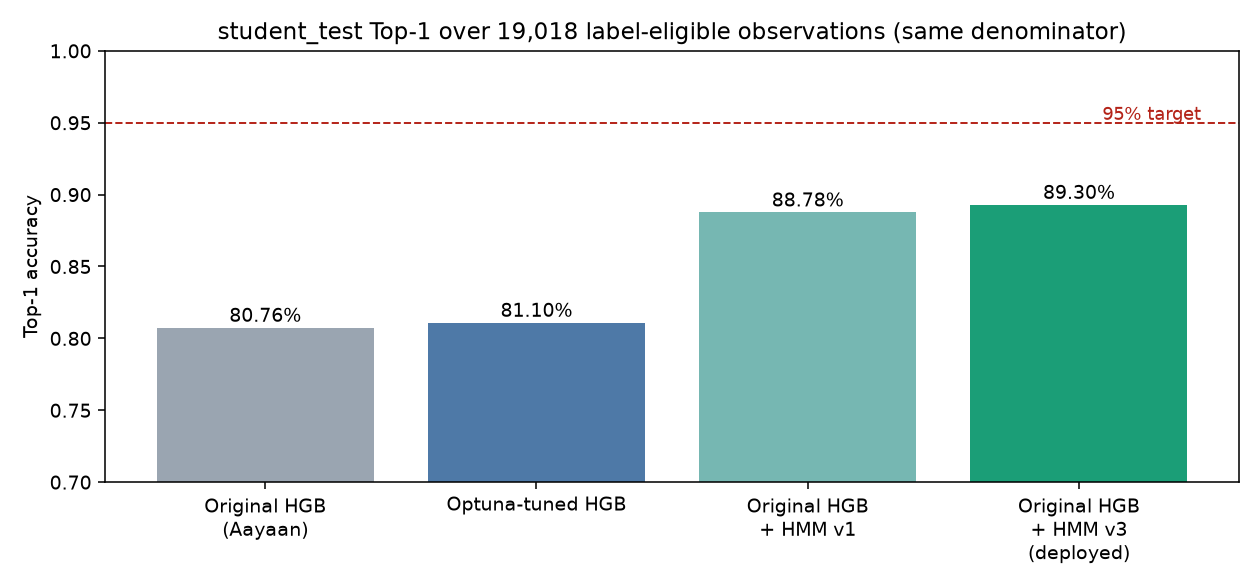 student_test Top-1 over 19,018 label-eligible observations (same denominator)
1.00
0.95
0.90
0.85
0.80
0.75
0.70
Top-1 accuracy
95% target
80.76%
81.10%
88.78%
89.30%
Original HGB
(Aayaan)
Optuna-tuned HGB
Original HGB
+ HMM v1
Original HGB
+ HMM v3
(deployed)